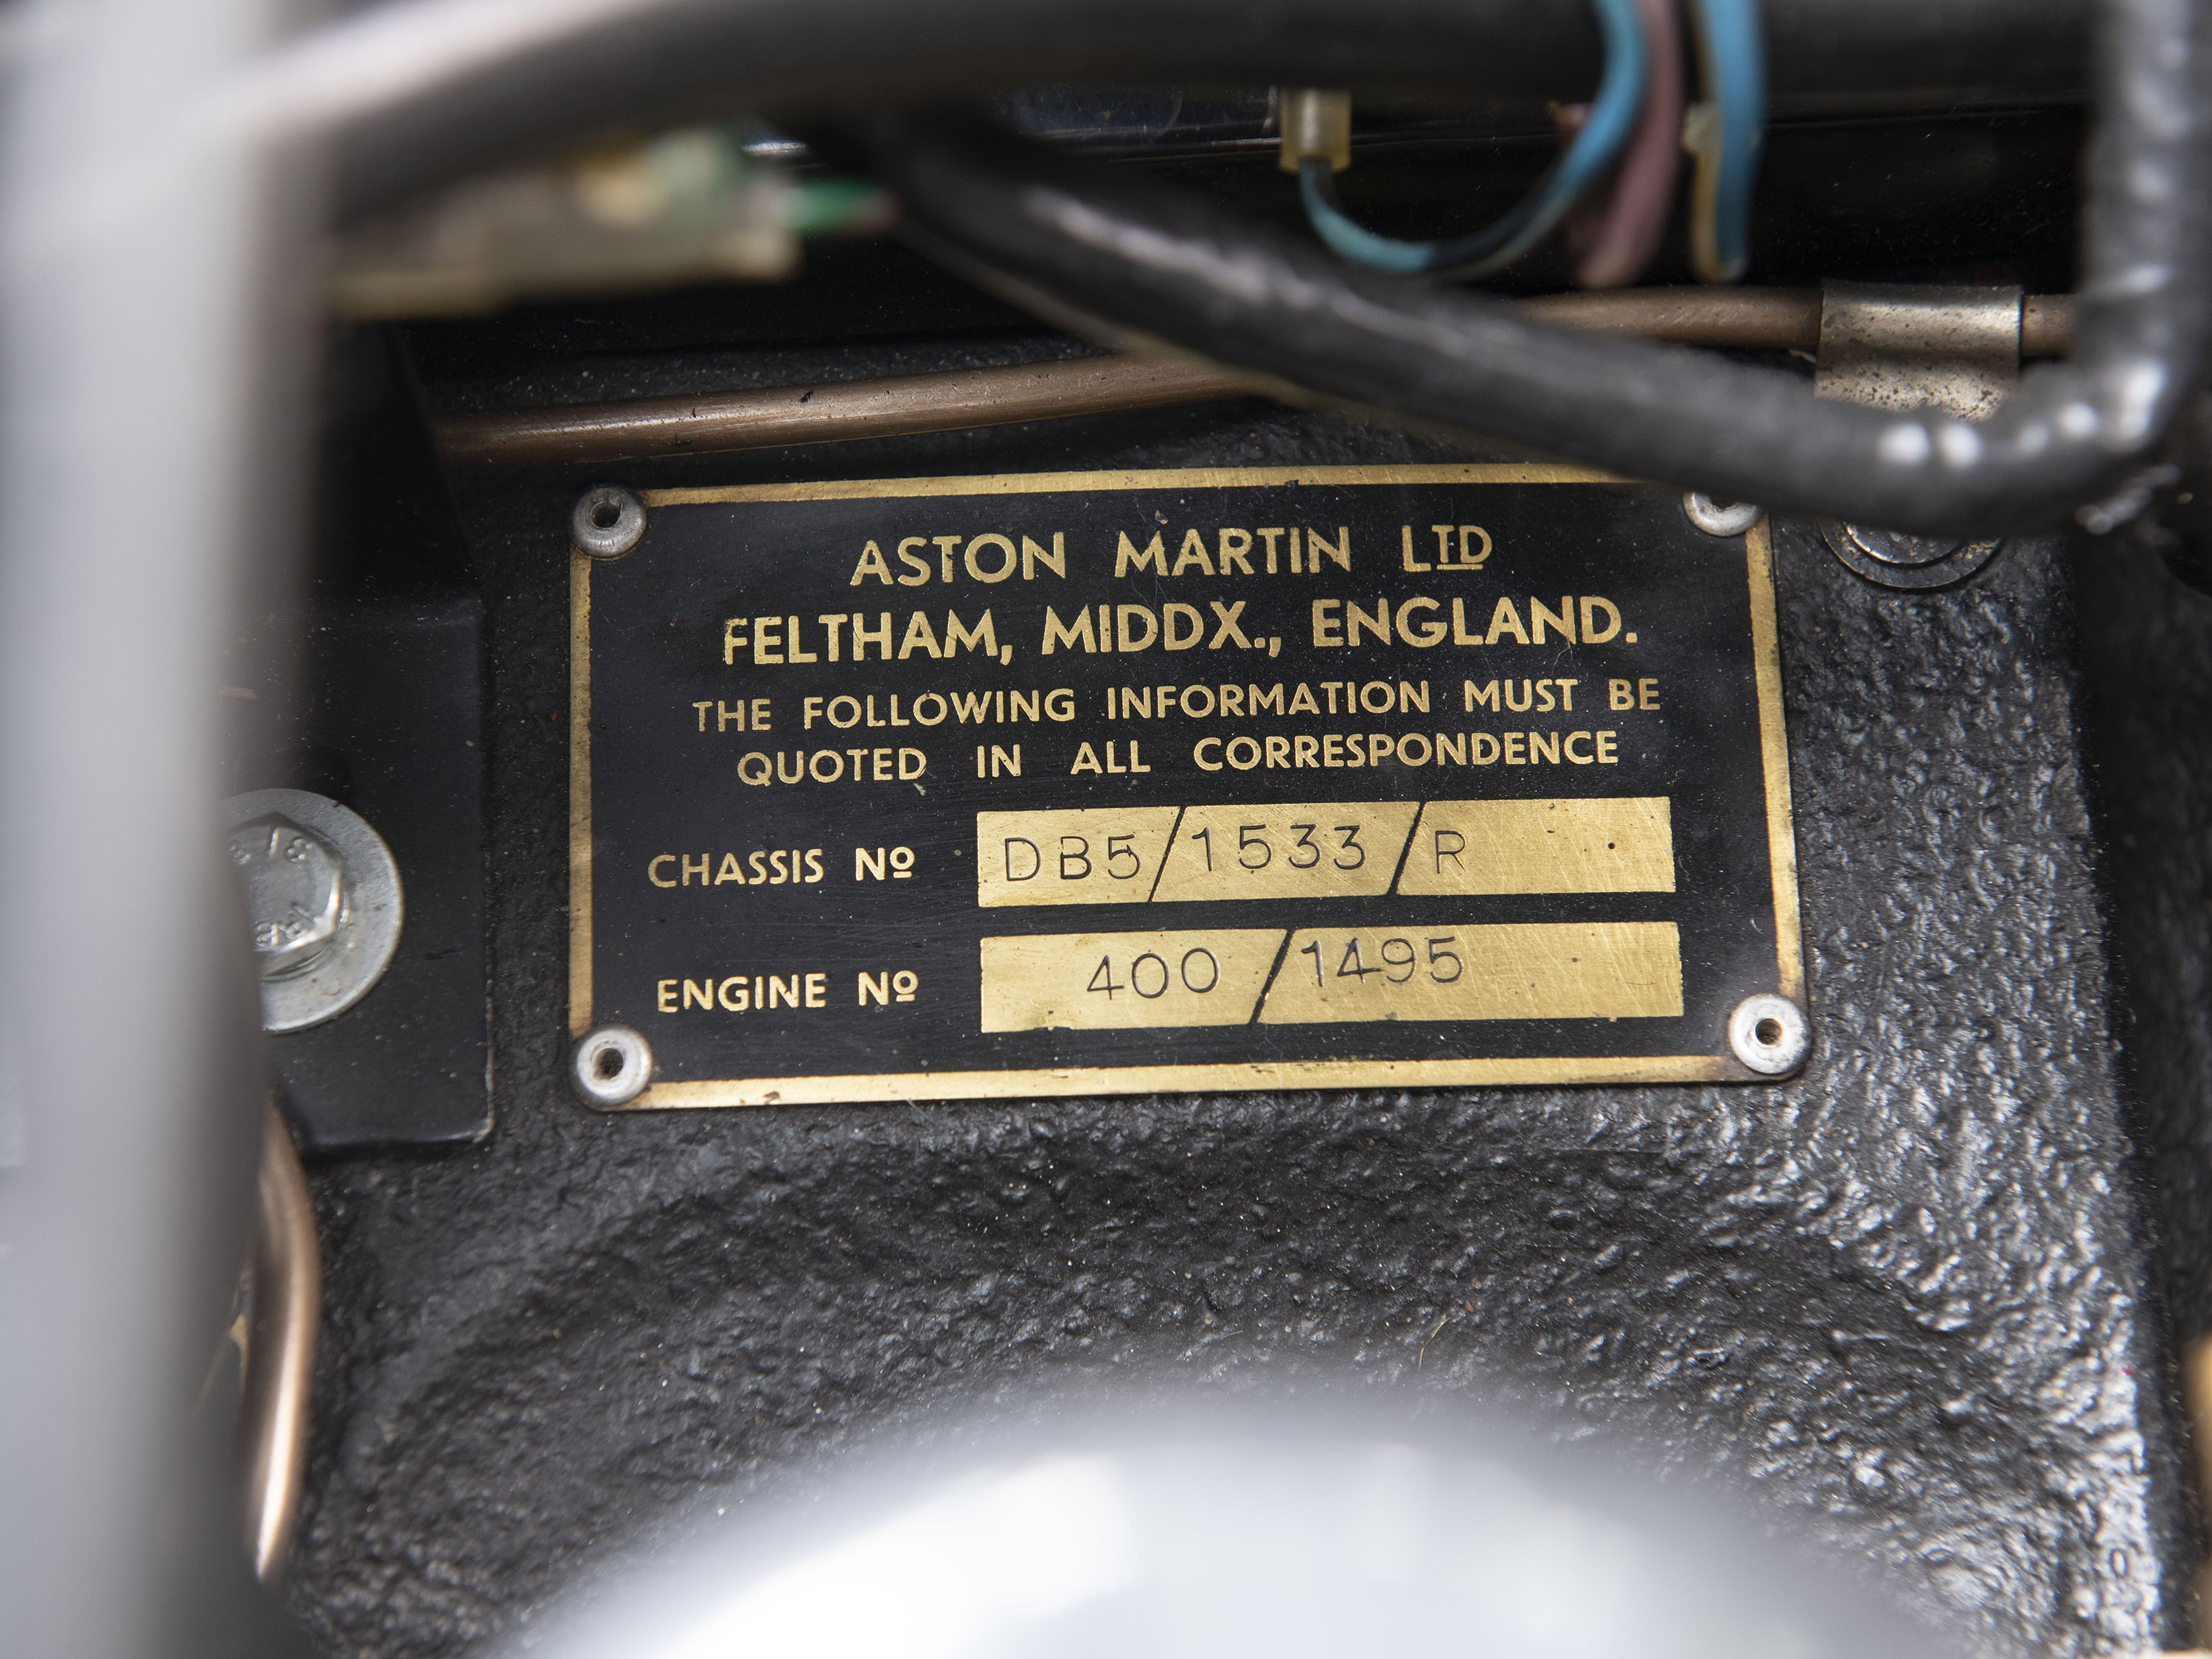 ASTON MARTIN LTD
FELTHAM, MIDDX., ENGLAND.
THE FOLLOWING INFORMATION MUST BE
QUOTED IN ALL CORRESPONDENCE
CHASSIS Nº DB5/1533/R
ENGINE Nº 400/1495